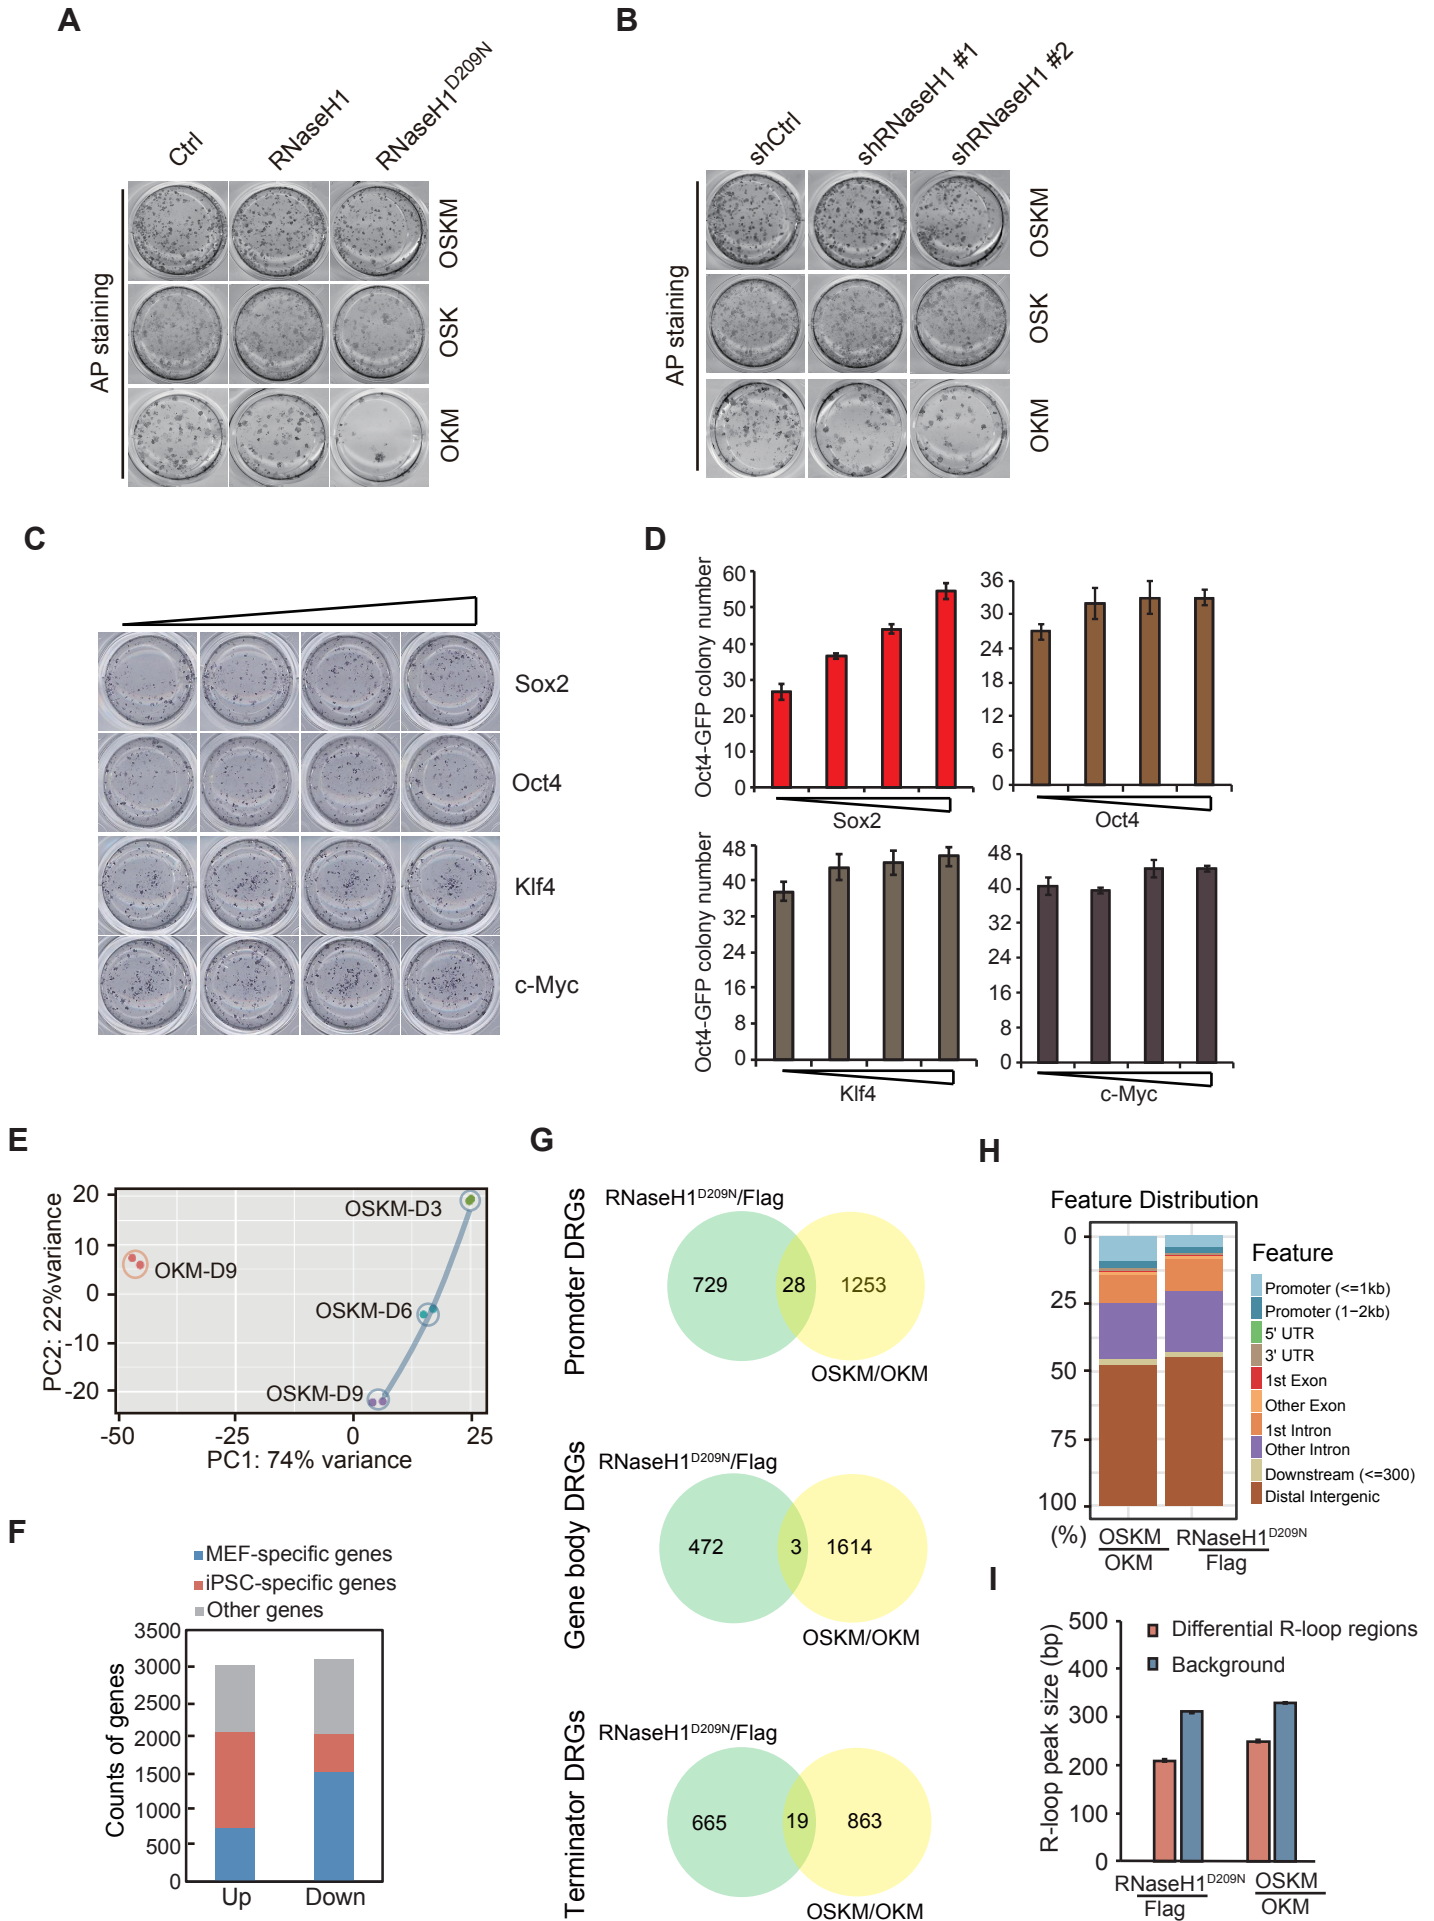 A
Ctrl
RNaseH1
RNaseH1D209N
AP staining
OSKM
OSK
OKM
B
shCtrl
shRNaseH1 #1
shRNaseH1 #2
AP staining
OSKM
OSK
OKM
C
Sox2
Oct4
Klf4
c-Myc
D
Oct4-GFP colony number
60
50
40
30
20
10
0
Sox2
36
30
24
18
12
6
0
Oct4
Oct4-GFP colony number
48
40
32
24
16
8
0
Klf4
48
40
32
24
16
8
0
c-Myc
E
PC2: 22%variance
20
10
0
-10
-20
OSKM-D3
OKM-D9
OSKM-D6
OSKM-D9
-50
-25
0
25
PC1: 74% variance
F
MEF-specific genes
iPSC-specific genes
Other genes
Counts of genes
3500
3000
2500
2000
1500
1000
500
0
Up
Down
G
Promoter DRGs
RNaseH1D209N/Flag
729
28
1253
OSKM/OKM
Gene body DRGs
RNaseH1D209N/Flag
472
3
1614
OSKM/OKM
Terminator DRGs
RNaseH1D209N/Flag
665
19
863
OSKM/OKM
H
Feature Distribution
0
25
50
75
100
(%)
OSKM
OKM
RNaseH1D209N
Flag
Feature
Promoter (<=1kb)
Promoter (1−2kb)
5' UTR
3' UTR
1st Exon
Other Exon
1st Intron
Other Intron
Downstream (<=300)
Distal Intergenic
I
R-loop peak size (bp)
500
400
300
200
100
0
Differential R-loop regions
Background
RNaseH1D209N
Flag
OSKM
OKM